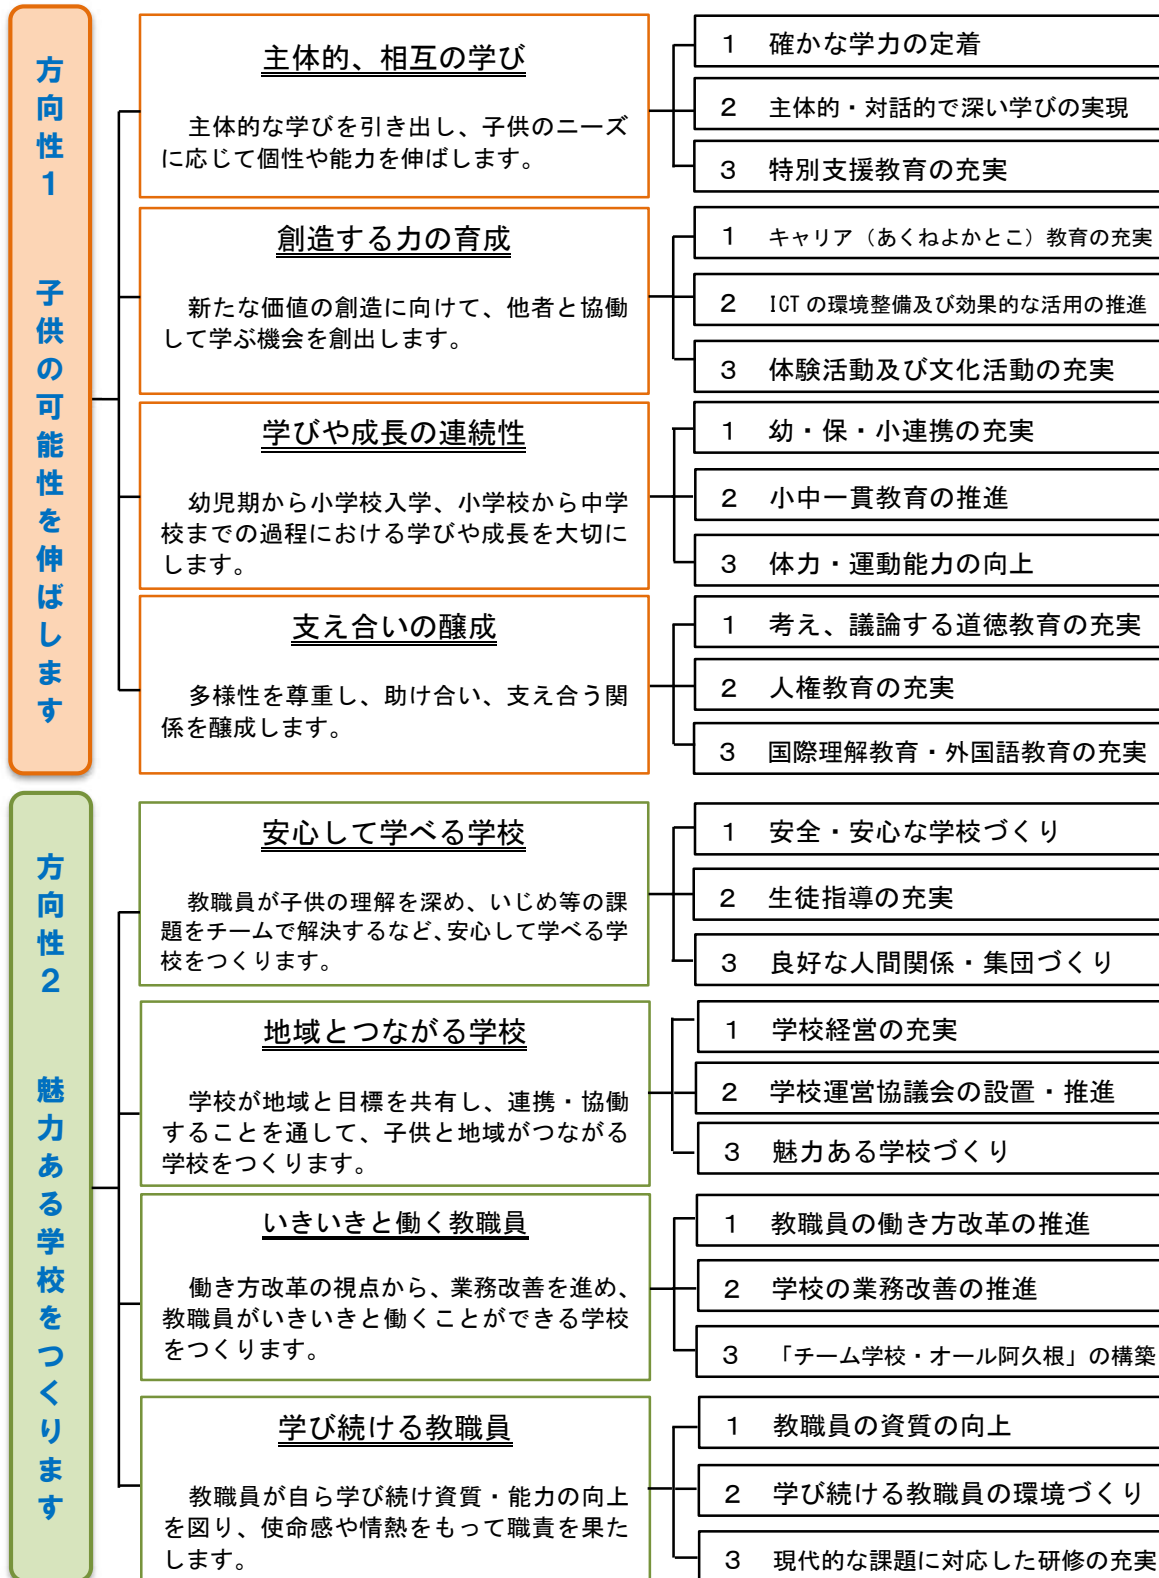 方向性1　子供の可能性を伸ばします
主体的、相互の学び
主体的な学びを引き出し、子供のニーズ
に応じて個性や能力を伸ばします。
1　確かな学力の定着
2　主体的・対話的で深い学びの実現
3　特別支援教育の充実
創造する力の育成
新たな価値の創造に向けて、他者と協働
して学ぶ機会を創出します。
1　キャリア（あくねよかとこ）教育の充実
2　ICTの環境整備及び効果的な活用の推進
3　体験活動及び文化活動の充実
学びや成長の連続性
幼児期から小学校入学、小学校から中学
校までの過程における学びや成長を大切に
します。
1　幼・保・小連携の充実
2　小中一貫教育の推進
3　体力・運動能力の向上
支え合いの醸成
多様性を尊重し、助け合い、支え合う関
係を醸成します。
1　考え、議論する道徳教育の充実
2　人権教育の充実
3　国際理解教育・外国語教育の充実
方向性2　魅力ある学校をつくります
安心して学べる学校
教職員が子供の理解を深め、いじめ等の課
題をチームで解決するなど、安心して学べる学
校をつくります。
1　安全・安心な学校づくり
2　生徒指導の充実
3　良好な人間関係・集団づくり
地域とつながる学校
学校が地域と目標を共有し、連携・協働
することを通して、子供と地域がつながる
学校をつくります。
1　学校経営の充実
2　学校運営協議会の設置・推進
3　魅力ある学校づくり
いきいきと働く教職員
働き方改革の視点から、業務改善を進め、
教職員がいきいきと働くことができる学校
をつくります。
1　教職員の働き方改革の推進
2　学校の業務改善の推進
3　「チーム学校・オール阿久根」の構築
学び続ける教職員
教職員が自ら学び続け資質・能力の向上
を図り、使命感や情熱をもって職責を果た
します。
1　教職員の資質の向上
2　学び続ける教職員の環境づくり
3　現代的な課題に対応した研修の充実